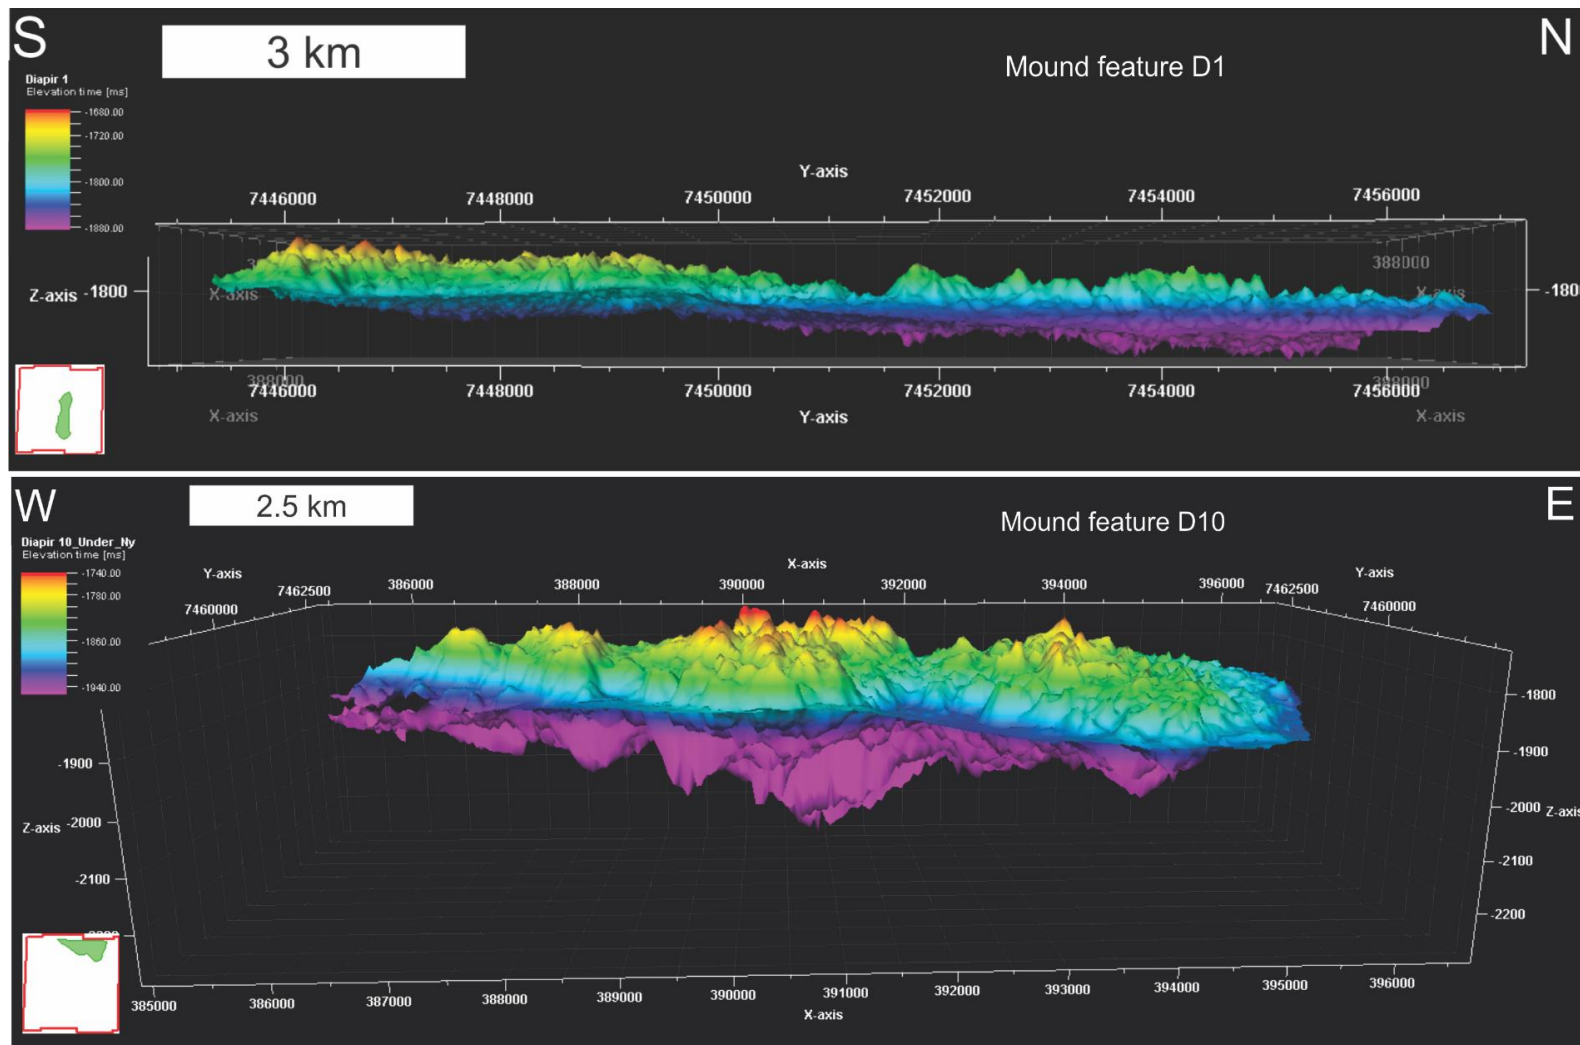 S
3 km
Mound feature D1
N
Diapir 1
Elevation time [ms]
-1680.00
-1720.00
-1800.00
-1880.00
Y-axis
7446000 7448000 7450000 7452000 7454000 7456000
388000
Z-axis -1800
X-axis
X-axis
388000
7446000 7448000 7450000 7452000 7454000 7456000
388000
X-axis
Y-axis
X-axis
W
2.5 km
Mound feature D10
E
Diapir 10_Under_Ny
Elevation time [ms]
-1740.00
-1780.00
-1860.00
-1940.00
Y-axis
X-axis
Y-axis
7460000 7462500 386000 388000 390000 392000 394000 396000 7462500 7460000
-1800
-1900
-1900
Z-axis -2000
-2000 Z-axis
-2100
-2100
-2200
385000 386000 387000 388000 389000 390000 391000 392000 393000 394000 395000 396000
X-axis